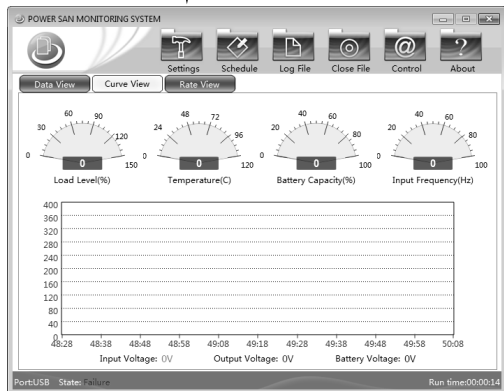 POWER SAN MONITORING SYSTEM
Settings Schedule Log File Close File Control About
Data View Curve View Rate View
0 30 60 90 120 150
0
Load Level(%)
0 24 48 72 96 120
0
Temperature(C)
0 20 40 60 80 100
0
Battery Capacity(%)
0 20 40 60 80 100
0
Input Frequency(Hz)
400
360
320
280
240
200
160
120
80
40
0
48:28 48:38 48:48 48:58 49:08 49:18 49:28 49:38 49:48 49:58 50:08
Input Voltage: 0V Output Voltage: 0V Battery Voltage: 0V
Port:USB State: Failure Run time:00:00:14